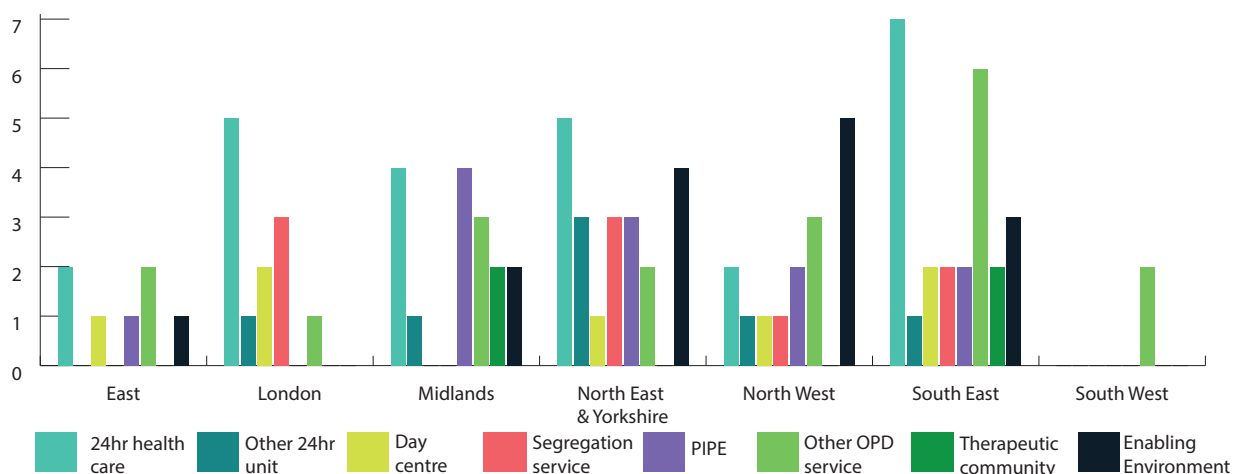 7
6
5
4
3
2
1
0
East
London
Midlands
North East
& Yorkshire
North West
South East
South West
24hr health
care
Other 24hr
unit
Day
centre
Segregation
service
PIPE
Other OPD
service
Therapeutic
community
Enabling
Environment